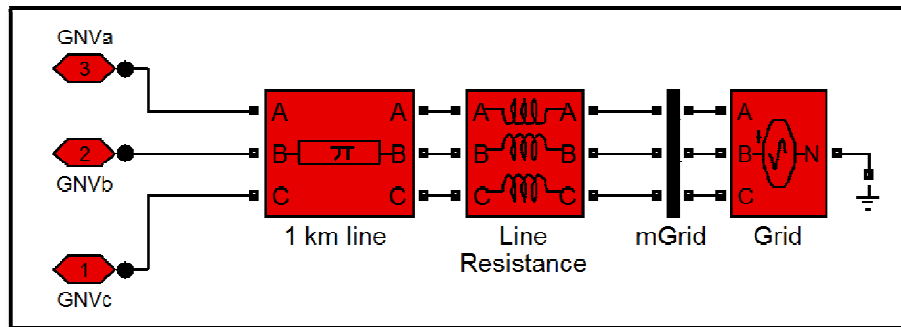 GNVa
3
A A A A A
2
B π B B B B N
GNVb
C C C C C
1 km line Line Resistance mGrid Grid
1
GNVc